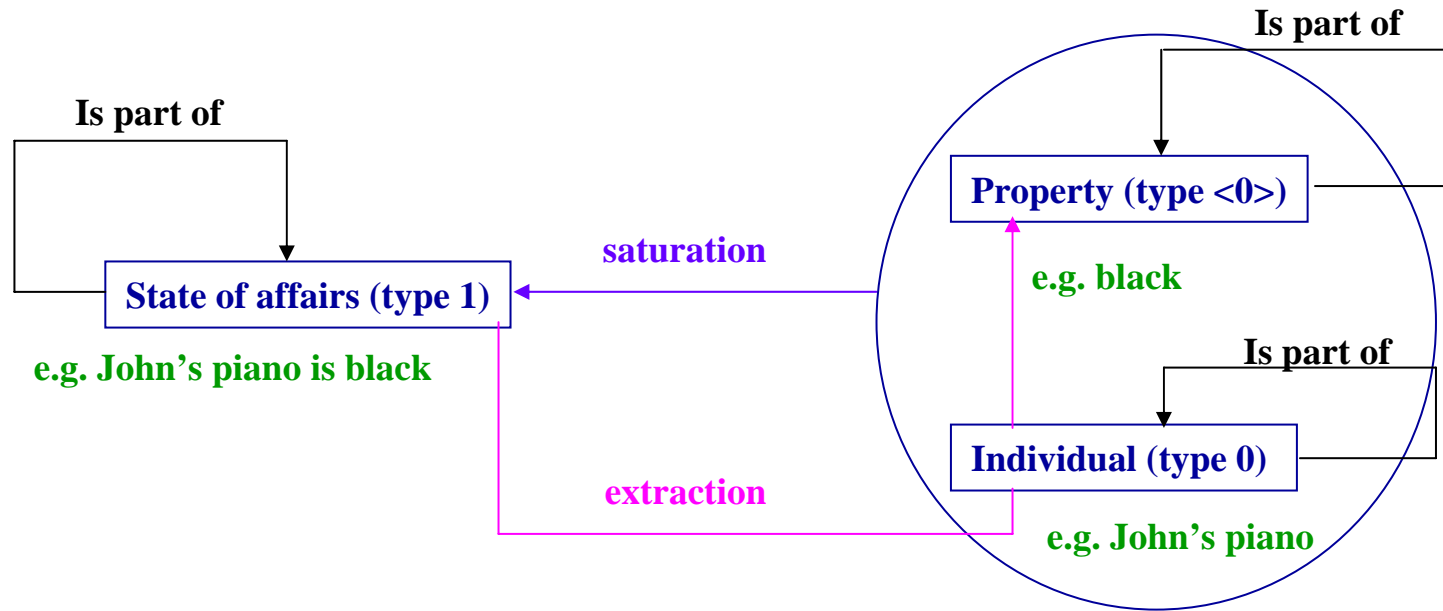 Is part of
Is part of
Property (type <0>)
saturation
e.g. black
State of affairs (type 1)
e.g. John’s piano is black
Is part of
Individual (type 0)
extraction
e.g. John’s piano